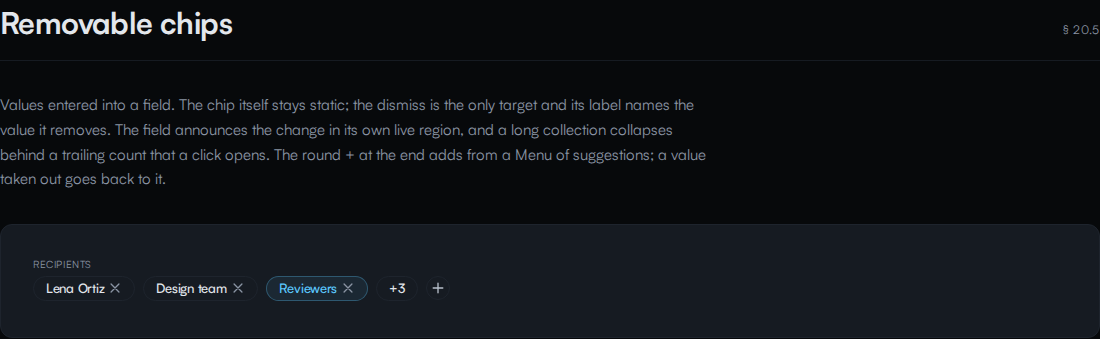 Removable chips
§ 20.5
Values entered into a field. The chip itself stays static; the dismiss is the only target and its label names the
value it removes. The field announces the change in its own live region, and a long collection collapses
behind a trailing count that a click opens. The round + at the end adds from a Menu of suggestions; a value
taken out goes back to it.
RECIPIENTS
Lena Ortiz × Design team × Reviewers × +3 +